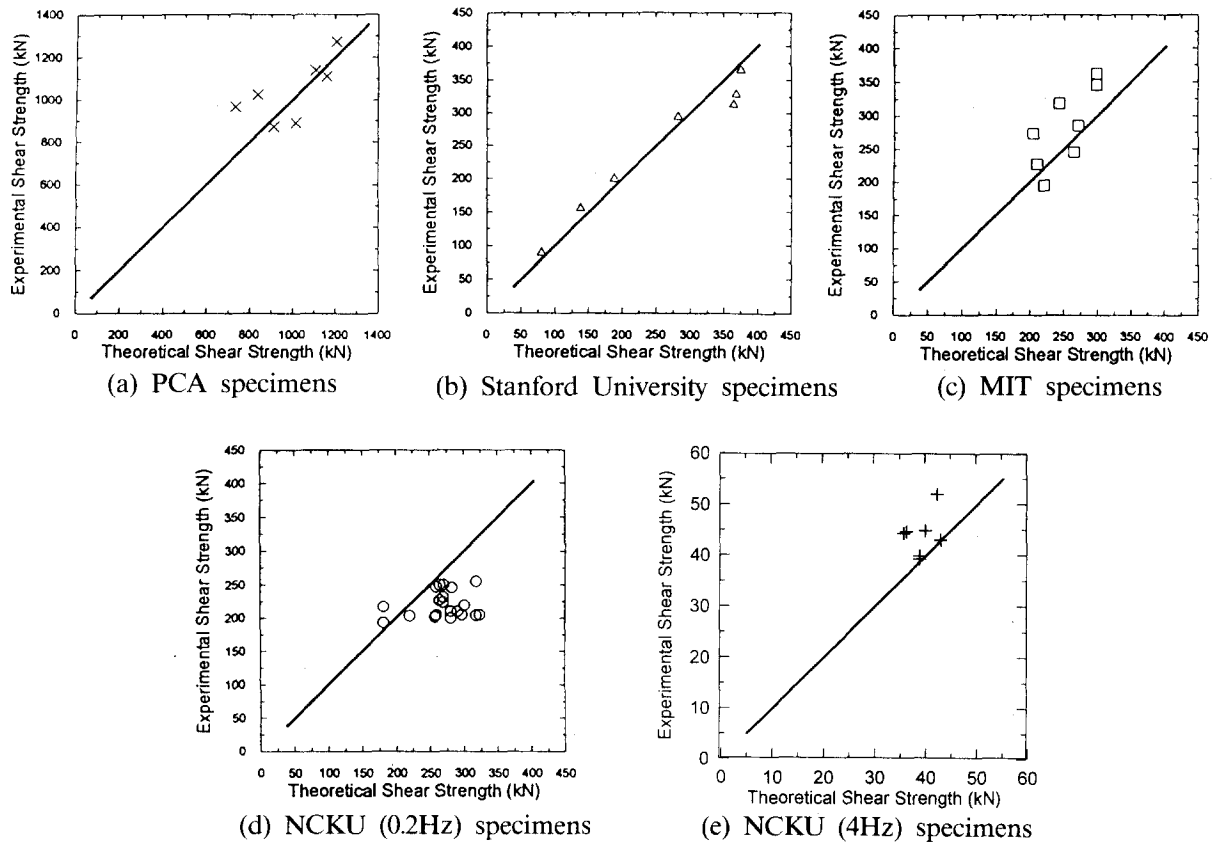 1400
1200
1000
800
600
400
200
0
Experimental Shear Strength (kN)
0 200 400 600 800 1000 1200 1400
Theoretical Shear Strength (kN)
(a) PCA specimens
450
400
350
300
250
200
150
100
50
0
Experimental Shear Strength (kN)
0 50 100 150 200 250 300 350 400 450
Theoretical Shear Strength (kN)
(b) Stanford University specimens
450
400
350
300
250
200
150
100
50
0
Experimental Shear Strength (kN)
0 50 100 150 200 250 300 350 400 450
Theoretical Shear Strength (kN)
(c) MIT specimens
450
400
350
300
250
200
150
100
50
0
Experimental Shear Strength (kN)
0 50 100 150 200 250 300 350 400 450
Theoretical Shear Strength (kN)
(d) NCKU (0.2Hz) specimens
60
50
40
30
20
10
0
Experimental Shear Strength (kN)
0 10 20 30 40 50 60
Theoretical Shear Strength (kN)
(e) NCKU (4Hz) specimens